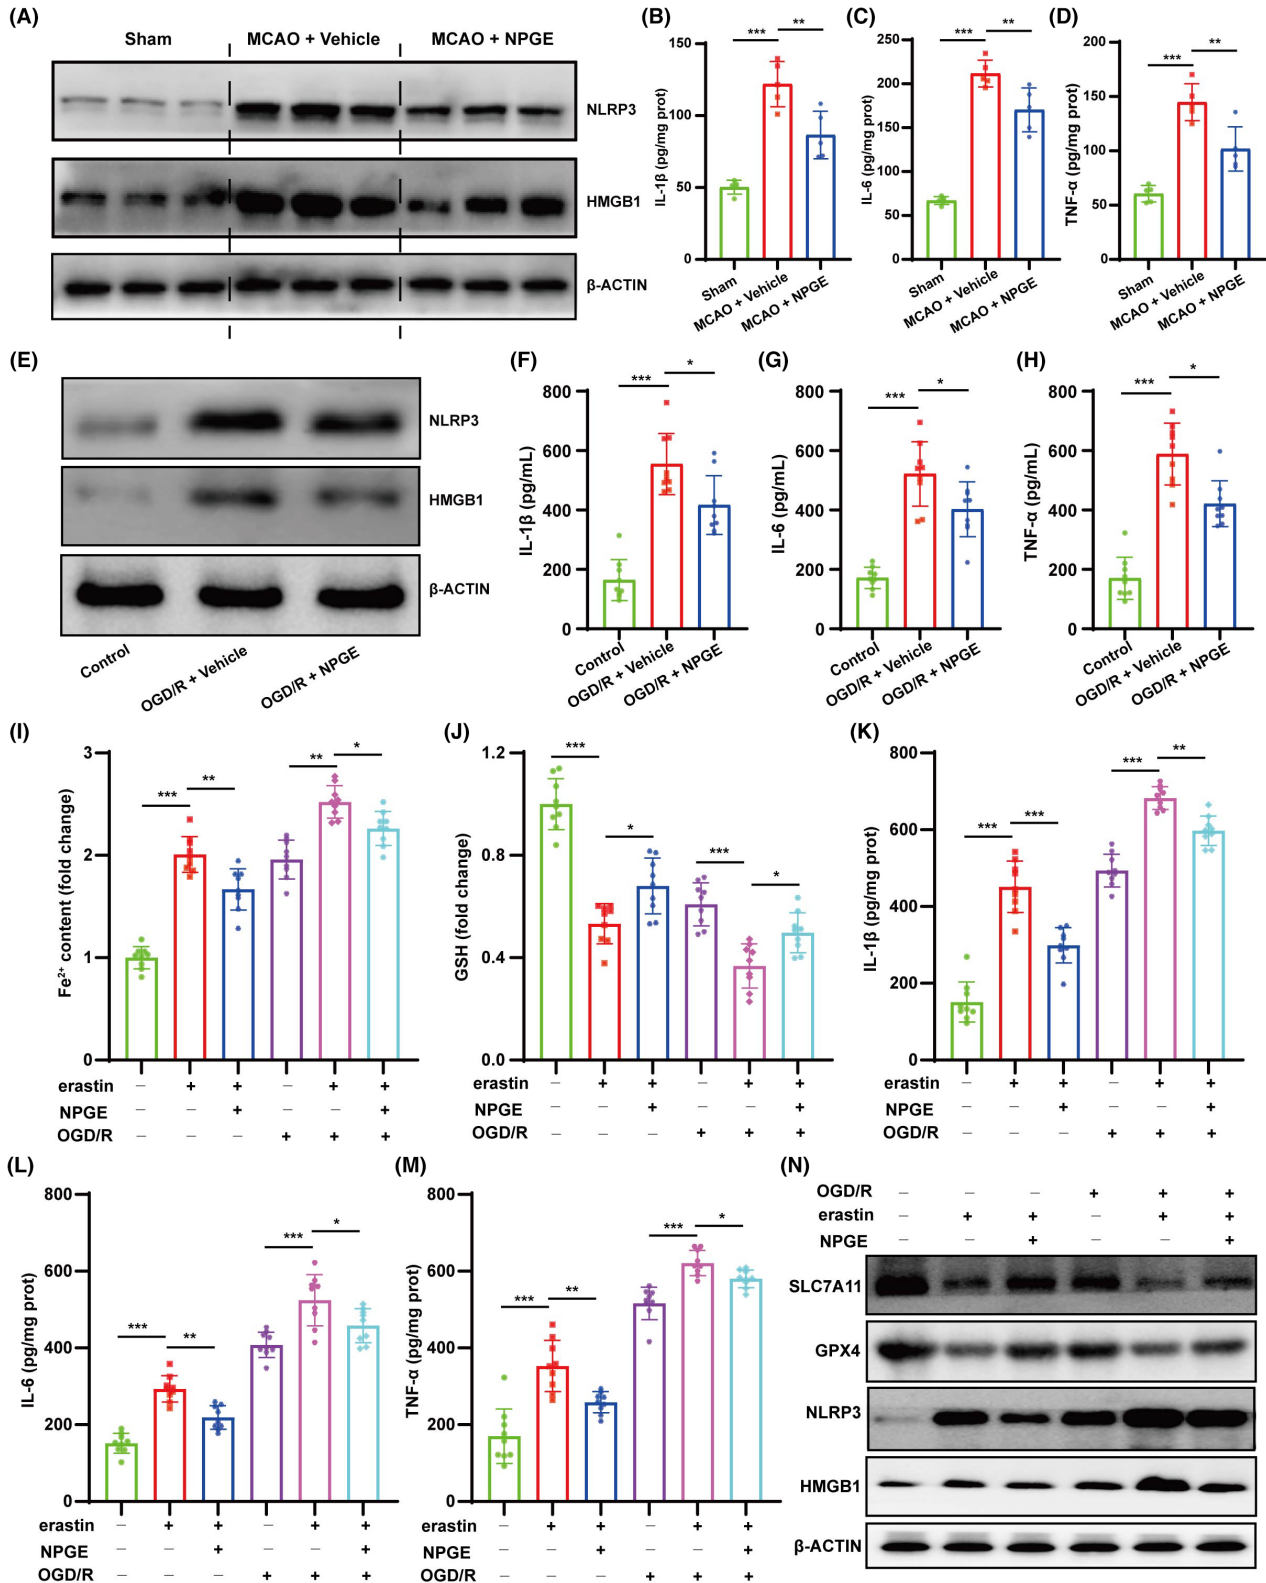 (A)
Sham MCAO + Vehicle MCAO + NPGE
NLRP3
HMGB1
β-ACTIN
(B)
*** **
IL-1β (pg/mg prot)
150
100
50
0
Sham
MCAO + Vehicle
MCAO + NPGE
(C)
*** **
IL-6 (pg/mg prot)
250
200
150
100
50
0
Sham
MCAO + Vehicle
MCAO + NPGE
(D)
*** **
TNF-α (pg/mg prot)
200
150
100
50
0
Sham
MCAO + Vehicle
MCAO + NPGE
(E)
NLRP3
HMGB1
β-ACTIN
Control
OGD/R + Vehicle
OGD/R + NPGE
(F)
*** *
IL-1β (pg/mL)
800
600
400
200
0
Control
OGD/R + Vehicle
OGD/R + NPGE
(G)
*** *
IL-6 (pg/mL)
800
600
400
200
0
Control
OGD/R + Vehicle
OGD/R + NPGE
(H)
*** *
TNF-α (pg/mL)
800
600
400
200
0
Control
OGD/R + Vehicle
OGD/R + NPGE
(I)
*** ** ** *
Fe²⁺ content (fold change)
3
2
1
0
erastin − + + − + +
NPGE − − + − − +
OGD/R − − − + + +
(J)
*** * *** *
GSH (fold change)
1.2
0.8
0.4
0.0
erastin − + + − + +
NPGE − − + − − +
OGD/R − − − + + +
(K)
*** *** *** **
IL-1β (pg/mg prot)
800
600
400
200
0
erastin − + + − + +
NPGE − − + − − +
OGD/R − − − + + +
(L)
*** ** *** *
IL-6 (pg/mg prot)
800
600
400
200
0
erastin − + + − + +
NPGE − − + − − +
OGD/R − − − + + +
(M)
*** ** *** *
TNF-α (pg/mg prot)
800
600
400
200
0
erastin − + + − + +
NPGE − − + − − +
OGD/R − − − + + +
(N)
OGD/R − − − + + +
erastin − + + − + +
NPGE − − + − − +
SLC7A11
GPX4
NLRP3
HMGB1
β-ACTIN